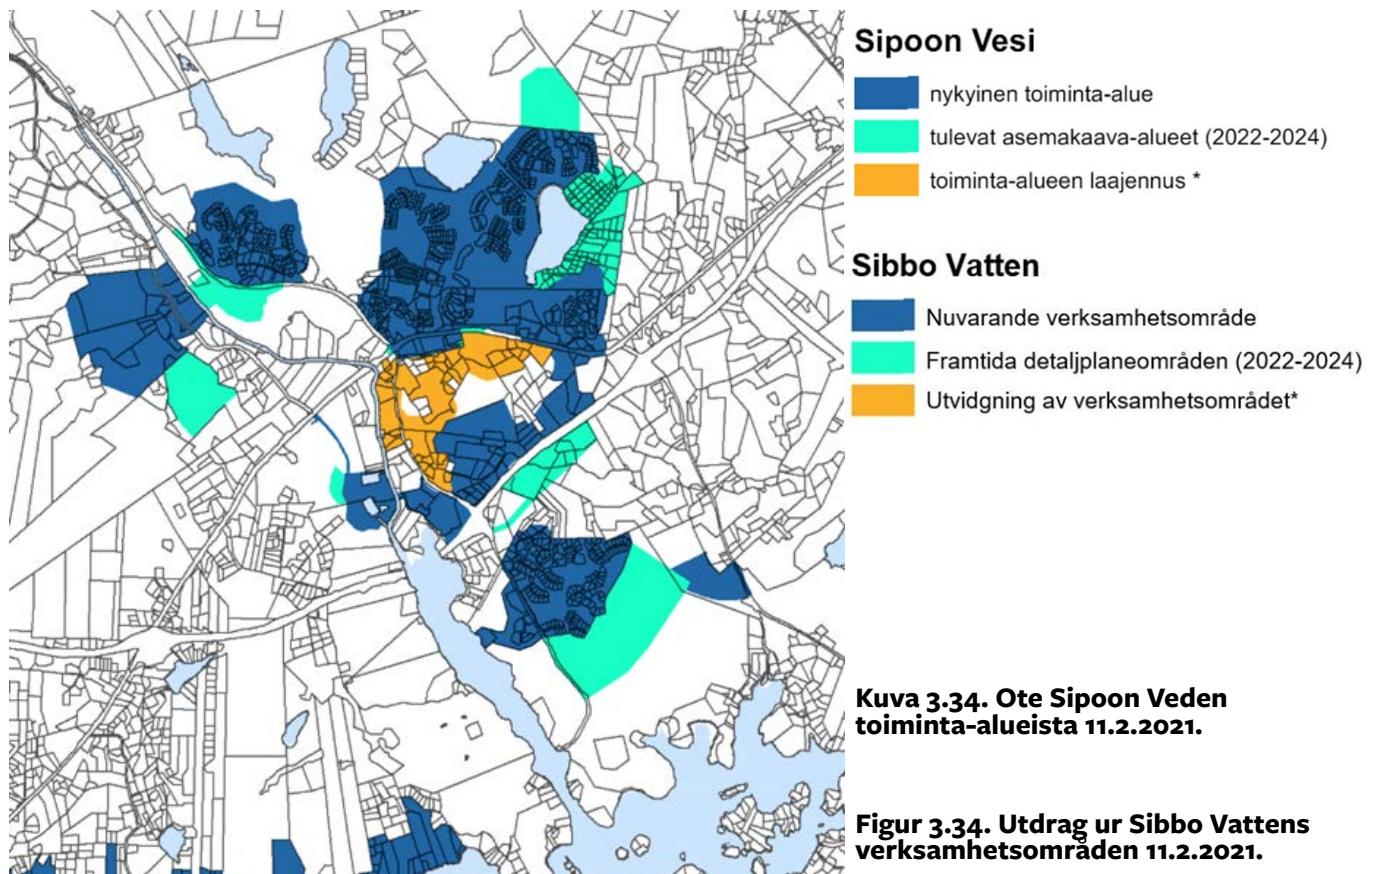 Sipoon Vesi
nykyinen toiminta-alue
tulevat asemakaava-alueet (2022-2024)
toiminta-alueen laajennus *
Sibbo Vatten
Nuvarande verksamhetsområde
Framtida detaljplaneområden (2022-2024)
Utvidgning av verksamhetsområdet*
Kuva 3.34. Ote Sipoon Veden
toiminta-alueista 11.2.2021.
Figur 3.34. Utdrag ur Sibbo Vattens
verksamhetsområden 11.2.2021.